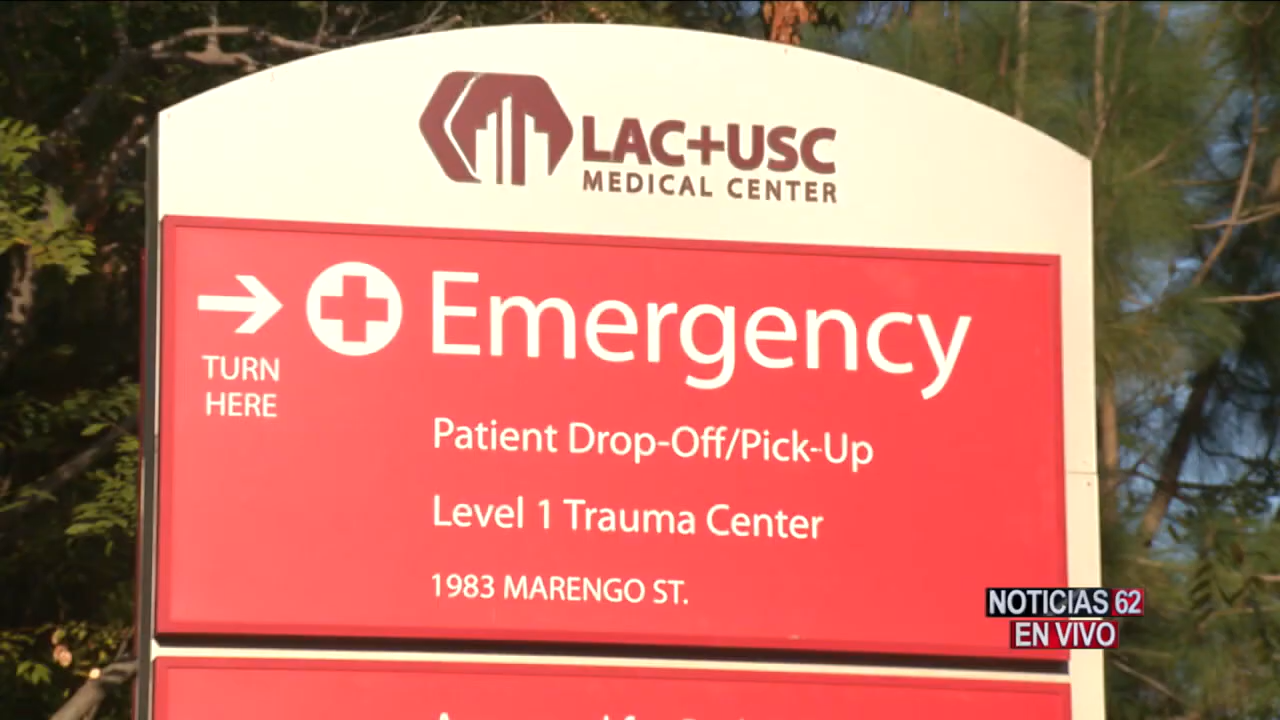 LAC+USC
MEDICAL CENTER
Emergency
TURN
HERE
Patient Drop-Off/Pick-Up
Level 1 Trauma Center
1983 MARENGO ST.
NOTICIAS 62
EN VIVO